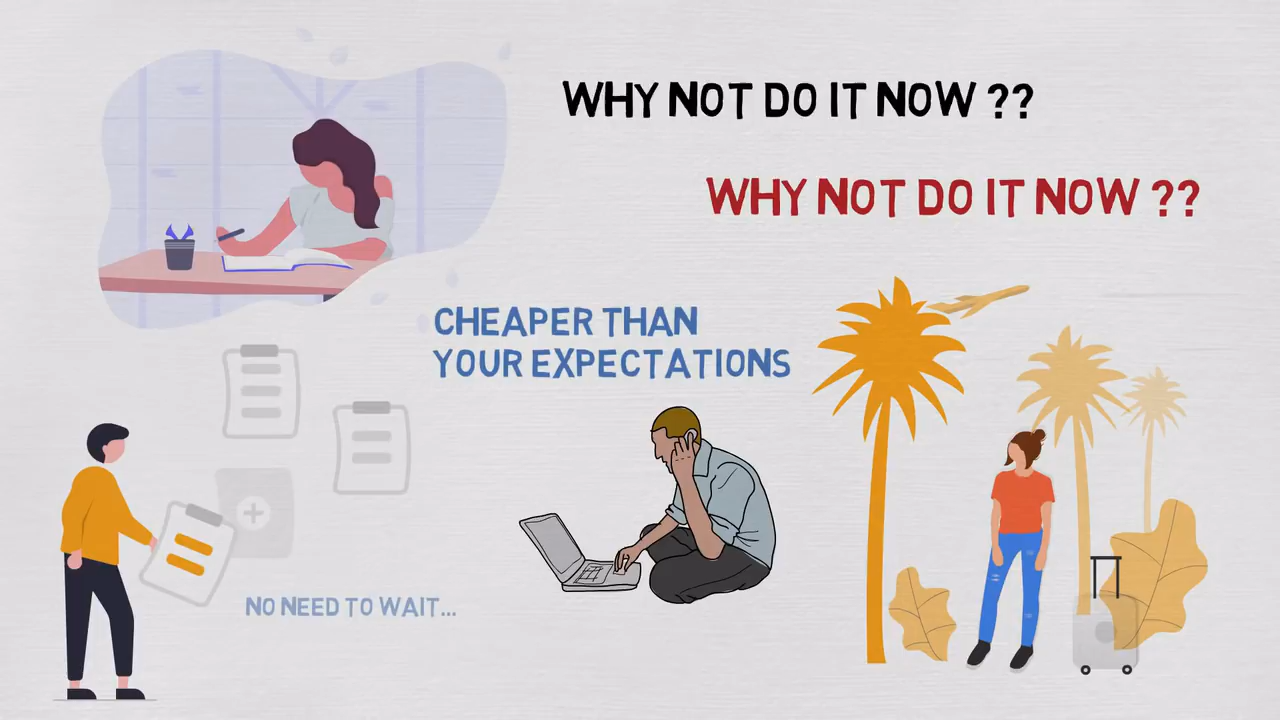 WHY NOT DO IT NOW ??
WHY NOT DO IT NOW ??
CHEAPER THAN
YOUR EXPECTATIONS
NO NEED TO WAIT...